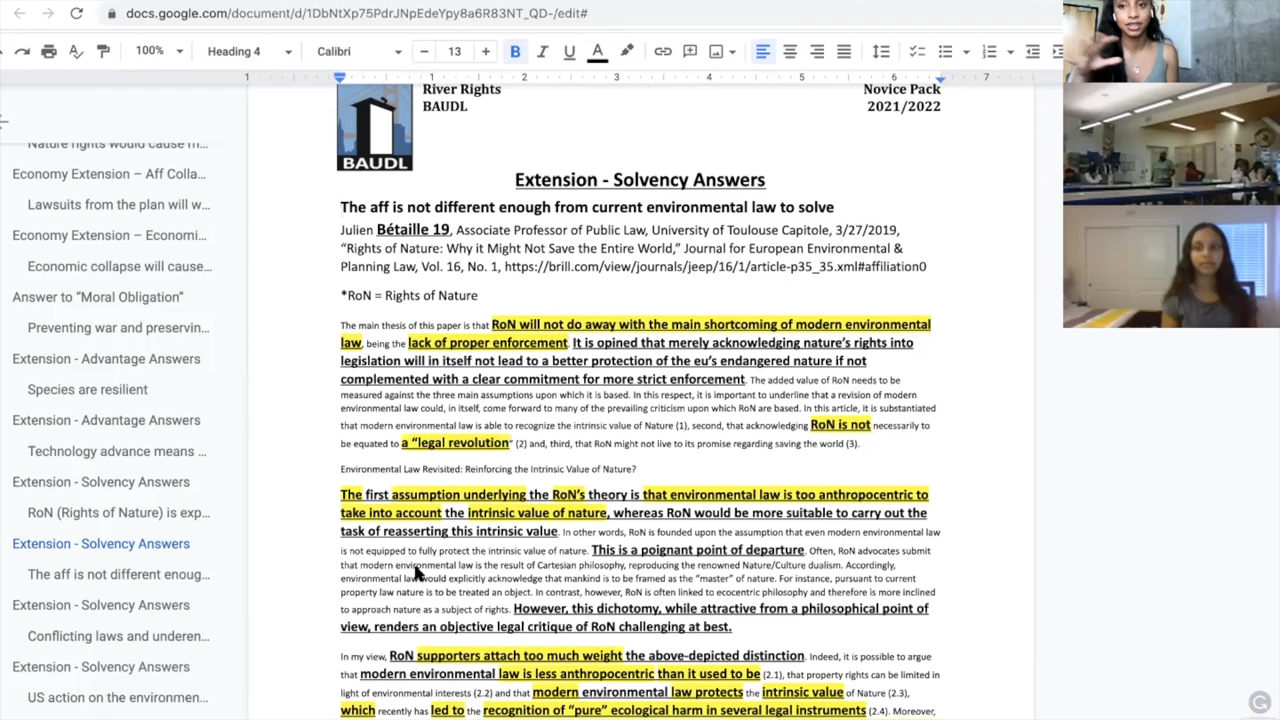 docs.google.com/document/d/1DbNtXp75PdrJNpEdeYpy8a6R83NT_QD-/edit#
100%
Heading 4
Calibri
13
B I U A
1 1 2 3 4 5 6 7
Nature rights would cause m...
Economy Extension – Aff Colla...
Lawsuits from the plan will w...
Economy Extension – Economi...
Economic collapse will cause...
Answer to “Moral Obligation”
Preventing war and preservin...
Extension - Advantage Answers
Species are resilient
Extension - Advantage Answers
Technology advance means ...
Extension - Solvency Answers
RoN (Rights of Nature) is exp...
Extension - Solvency Answers
The aff is not different enoug...
Extension - Solvency Answers
Conflicting laws and underen...
Extension - Solvency Answers
US action on the environmen...
BAUDL
River Rights
BAUDL
Novice Pack
2021/2022
Extension - Solvency Answers
The aff is not different enough from current environmental law to solve
Julien Bétaille 19, Associate Professor of Public Law, University of Toulouse Capitole, 3/27/2019,
“Rights of Nature: Why it Might Not Save the Entire World,” Journal for European Environmental &
Planning Law, Vol. 16, No. 1, https://brill.com/view/journals/jeep/16/1/article-p35_35.xml#affiliation0
*RoN = Rights of Nature
The main thesis of this paper is that RoN will not do away with the main shortcoming of modern environmental
law, being the lack of proper enforcement. It is opined that merely acknowledging nature’s rights into
legislation will in itself not lead to a better protection of the eu’s endangered nature if not
complemented with a clear commitment for more strict enforcement. The added value of RoN needs to be
measured against the three main assumptions upon which it is based. In this respect, it is important to underline that a revision of modern
environmental law could, in itself, come forward to many of the prevailing criticism upon which RoN are based. In this article, it is substantiated
that modern environmental law is able to recognize the intrinsic value of Nature (1), second, that acknowledging RoN is not necessarily to
be equated to a “legal revolution” (2) and, third, that RoN might not live to its promise regarding saving the world (3).
Environmental Law Revisited: Reinforcing the Intrinsic Value of Nature?
The first assumption underlying the RoN’s theory is that environmental law is too anthropocentric to
take into account the intrinsic value of nature, whereas RoN would be more suitable to carry out the
task of reasserting this intrinsic value. In other words, RoN is founded upon the assumption that even modern environmental law
is not equipped to fully protect the intrinsic value of nature. This is a poignant point of departure. Often, RoN advocates submit
that modern environmental law is the result of Cartesian philosophy, reproducing the renowned Nature/Culture dualism. Accordingly,
environmental law would explicitly acknowledge that mankind is to be framed as the “master” of nature. For instance, pursuant to current
property law nature is to be treated an object. In contrast, however, RoN is often linked to ecocentric philosophy and therefore is more inclined
to approach nature as a subject of rights. However, this dichotomy, while attractive from a philosophical point of
view, renders an objective legal critique of RoN challenging at best.
In my view, RoN supporters attach too much weight the above-depicted distinction. Indeed, it is possible to argue
that modern environmental law is less anthropocentric than it used to be (2.1), that property rights can be limited in
light of environmental interests (2.2) and that modern environmental law protects the intrinsic value of Nature (2.3),
which recently has led to the recognition of “pure” ecological harm in several legal instruments (2.4). Moreover,